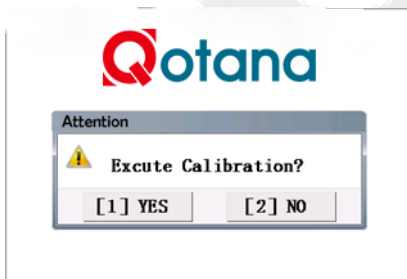 Qotana
Attention
Excute Calibration?
[1] YES [2] NO